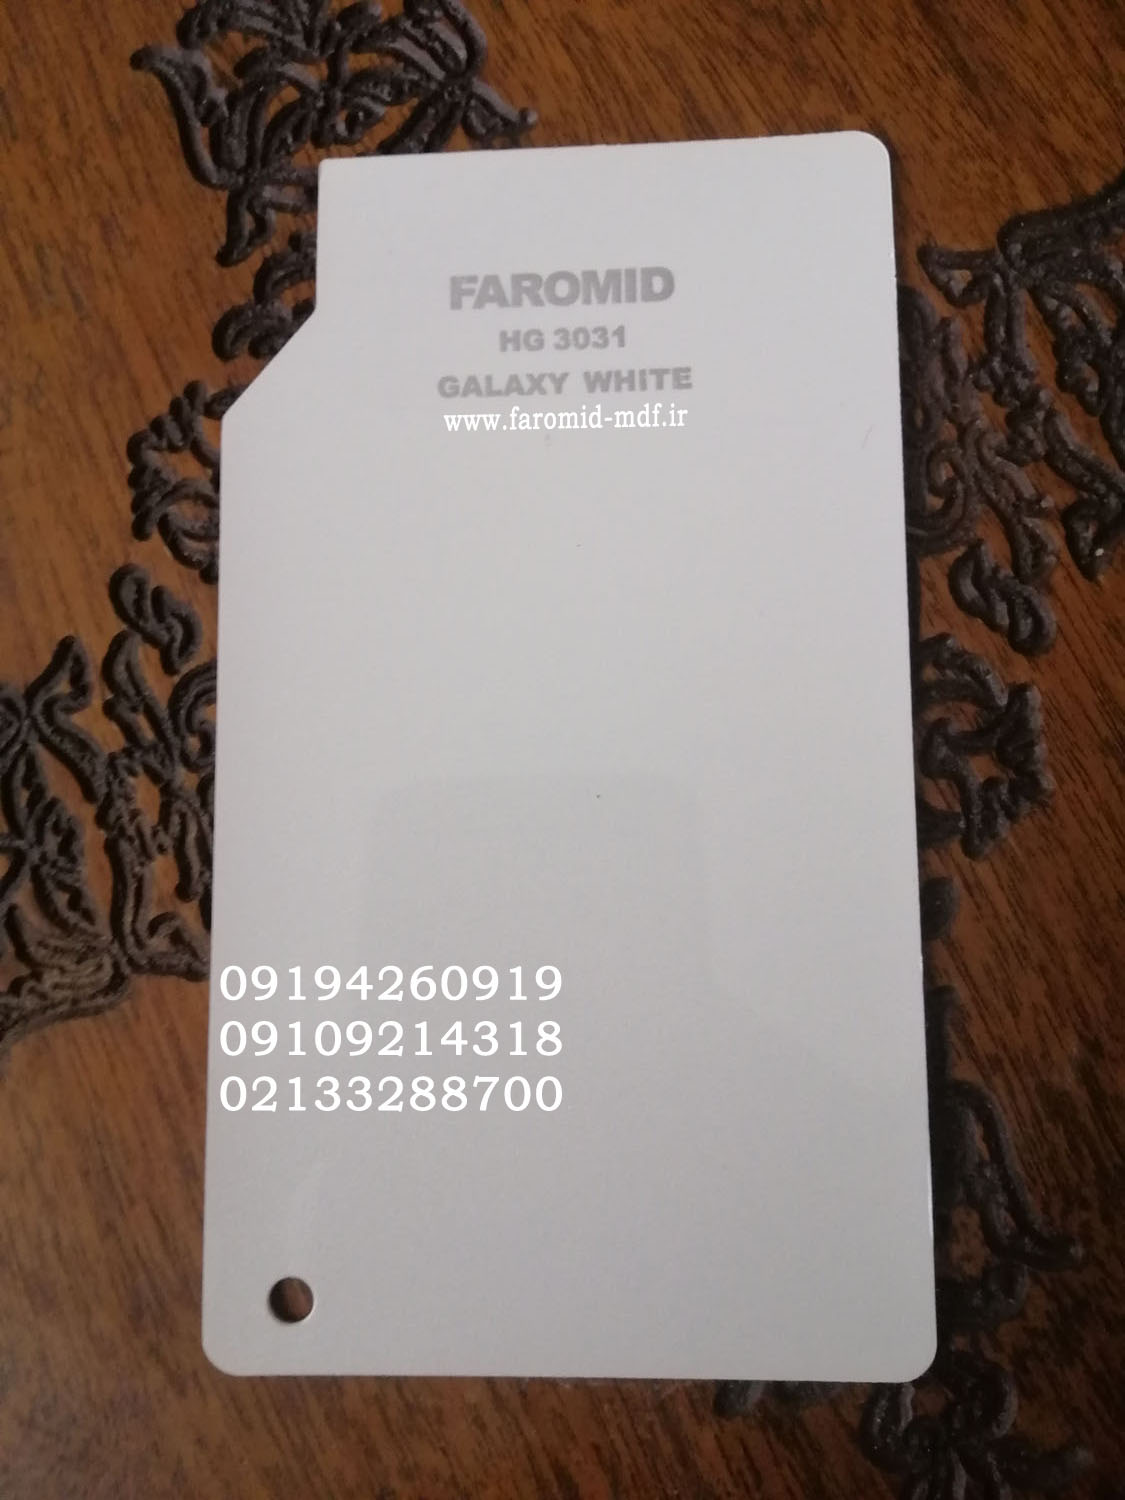 FAROMID
HG 3031
GALAXY WHITE
www.faromid-mdf.ir
09194260919
09109214318
02133288700